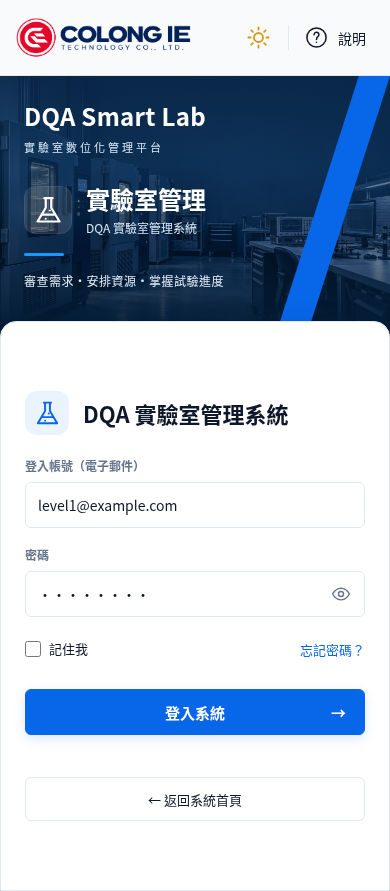 COLONG IE
TECHNOLOGY CO., LTD.
說明
DQA Smart Lab
實驗室數位化管理平台
實驗室管理
DQA 實驗室管理系統
審查需求・安排資源・掌握試驗進度
DQA 實驗室管理系統
登入帳號（電子郵件）
level1@example.com
密碼
記住我
忘記密碼？
登入系統 →
← 返回系統首頁